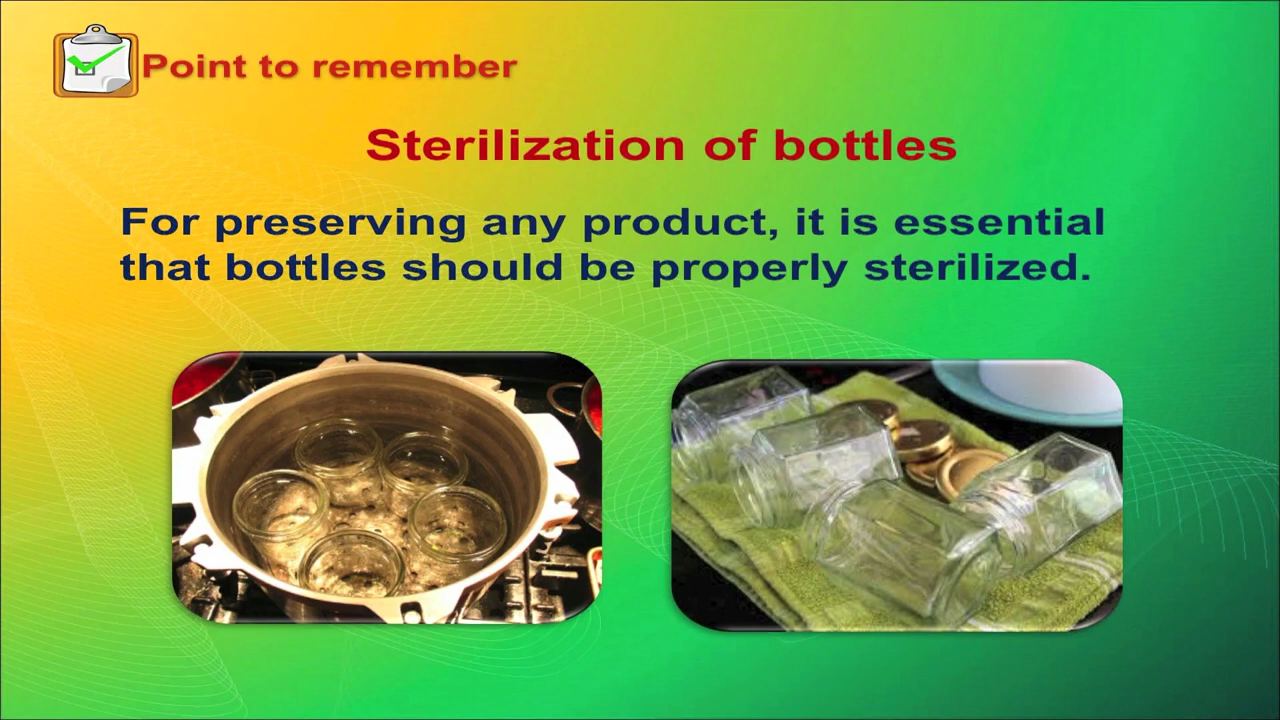 Point to remember
Sterilization of bottles
For preserving any product, it is essential
that bottles should be properly sterilized.